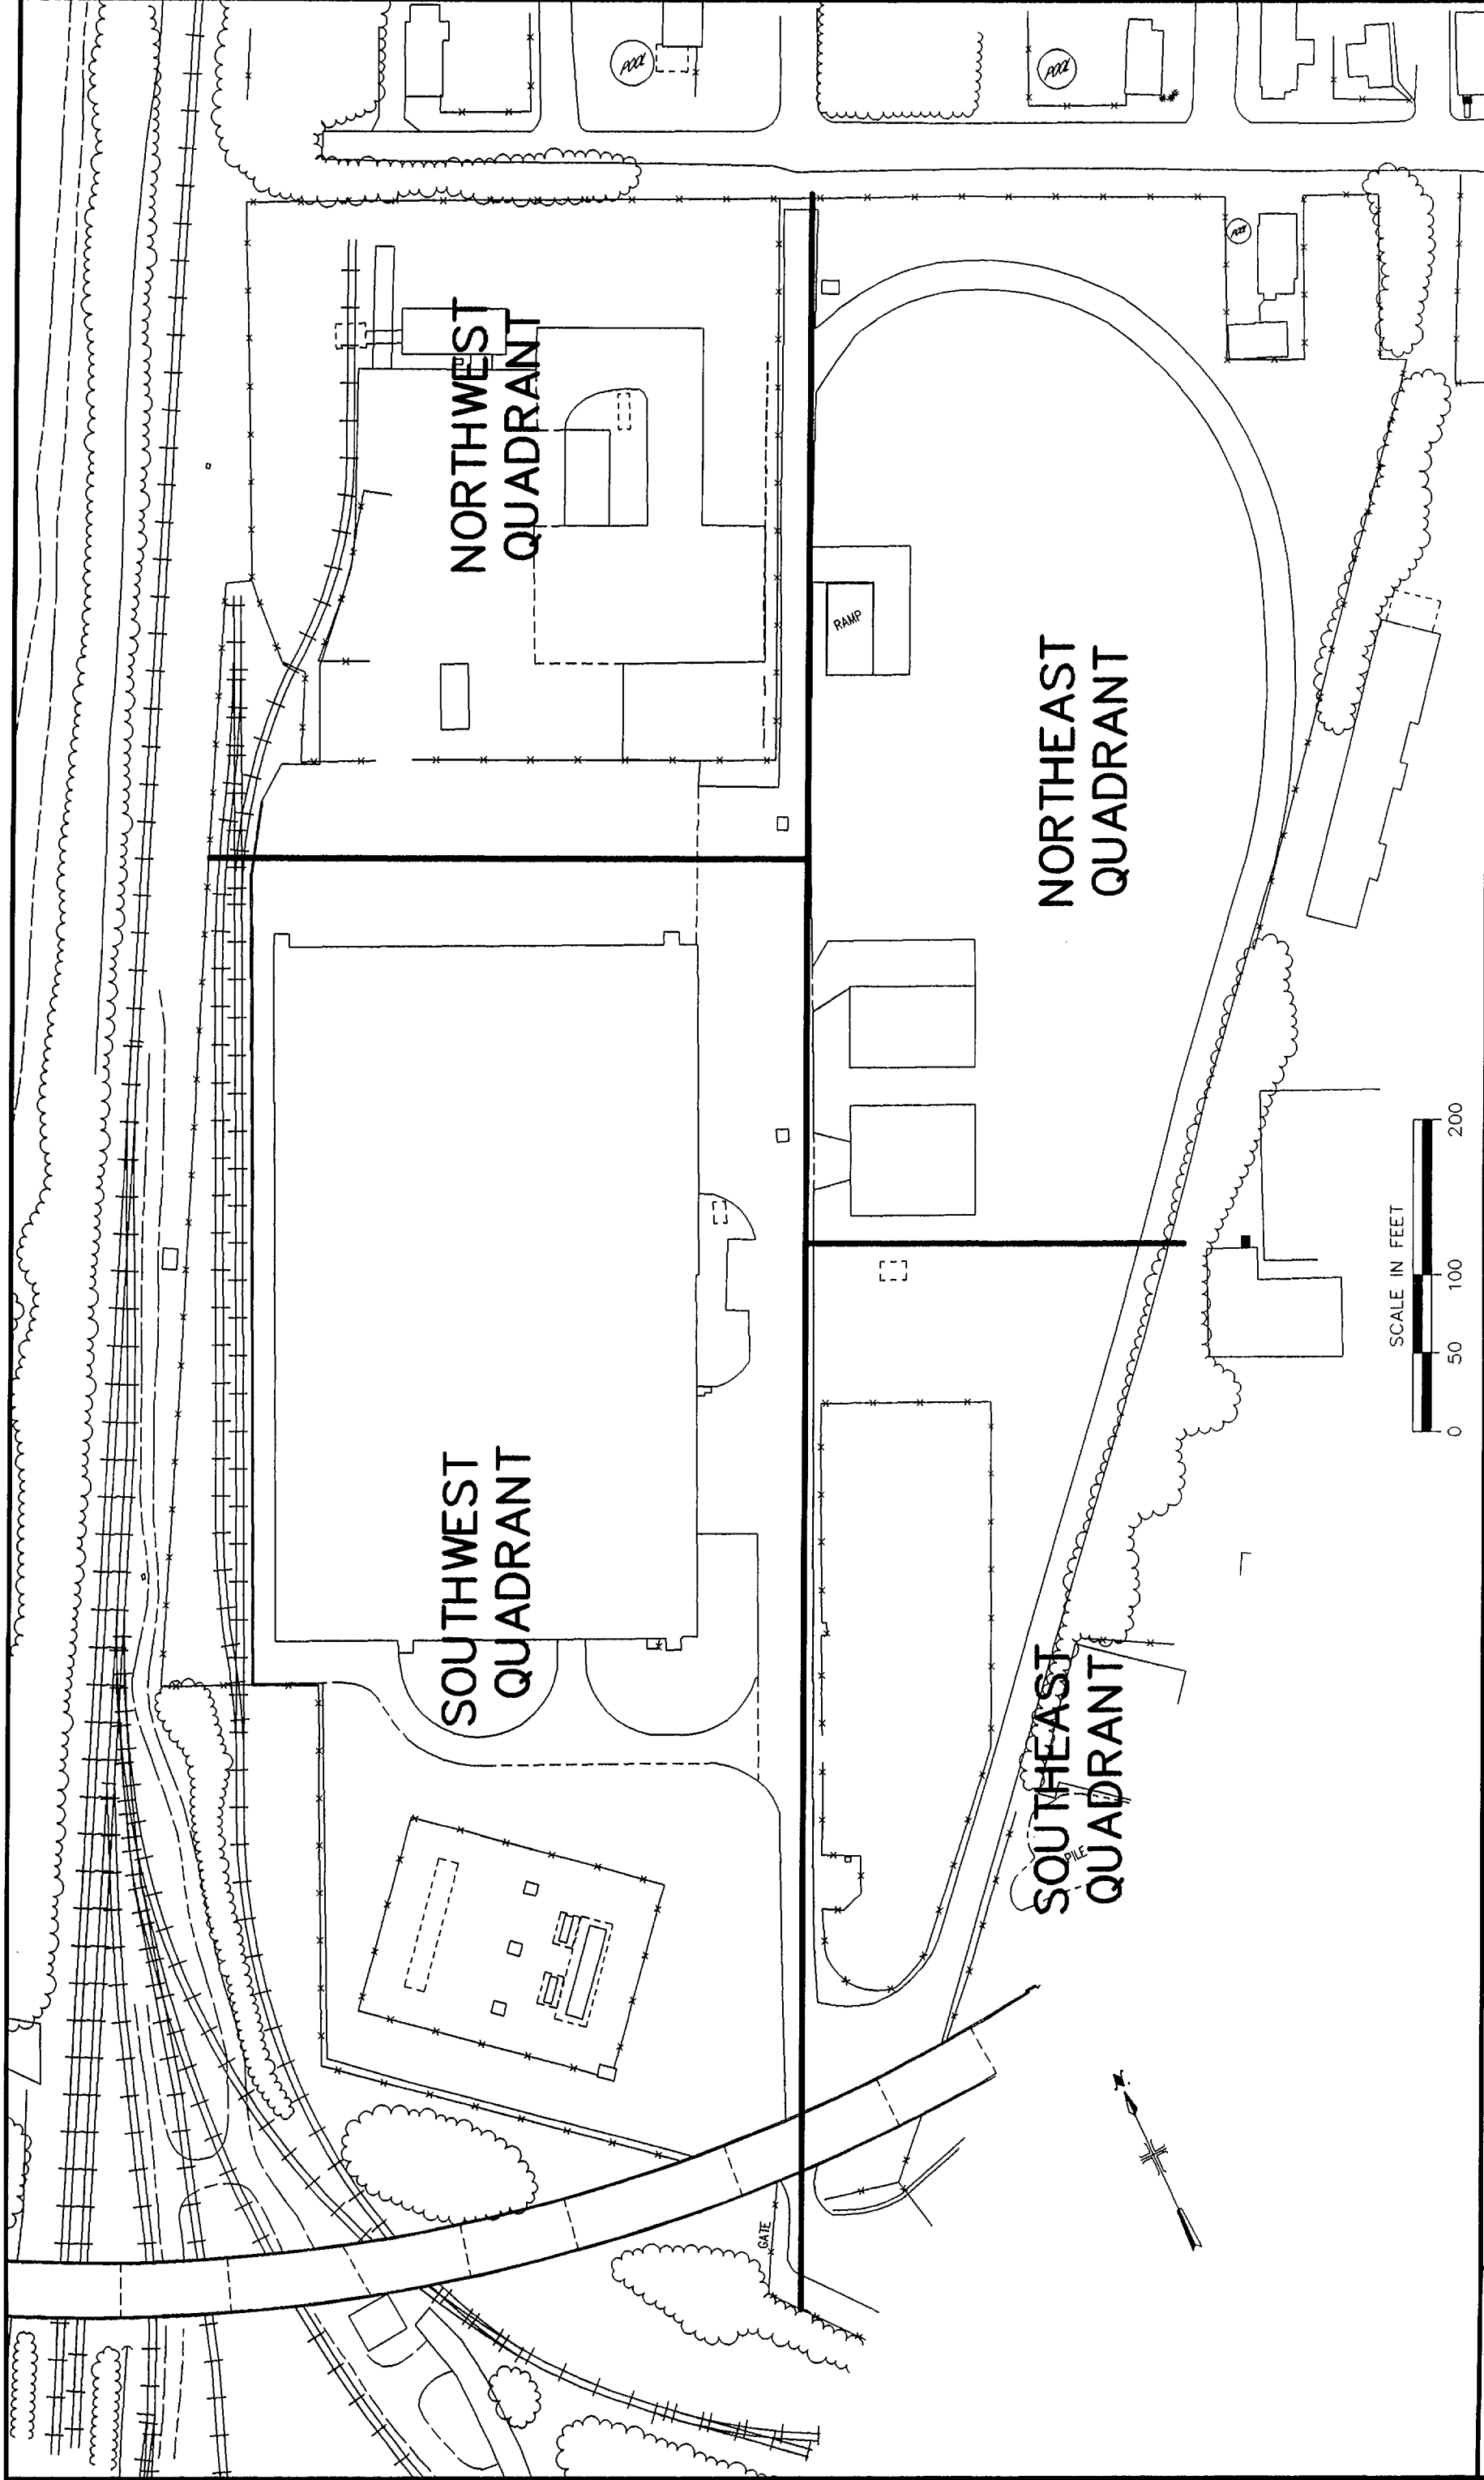 POOL
POOL
POOL
NORTHWEST
QUADRANT
RAMP
NORTHEAST
QUADRANT
SOUTHWEST
QUADRANT
SOUTHEAST
QUADRANT
PILE
GATE
SCALE IN FEET
0 50 100 200
N.